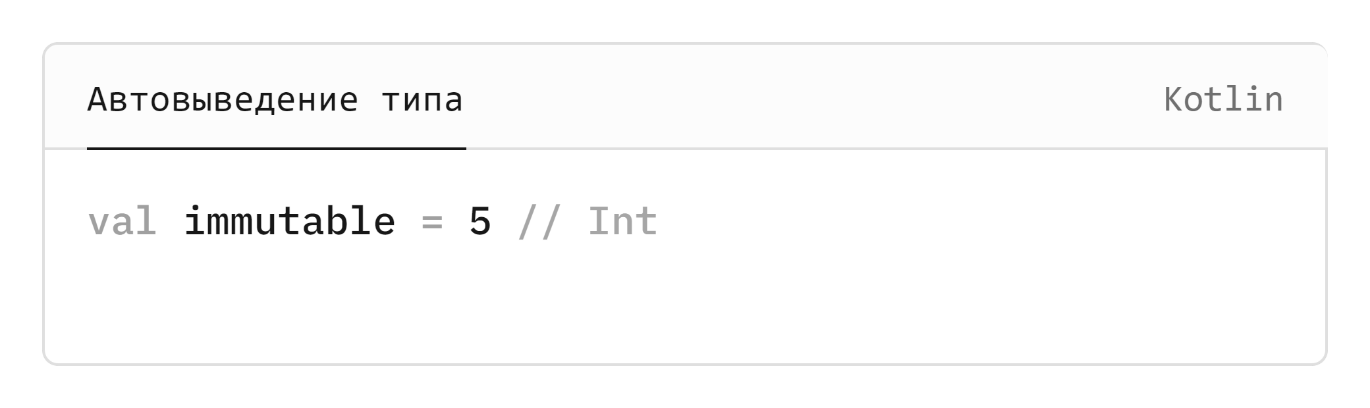 Автовыведение типа
Kotlin
val immutable = 5 // Int